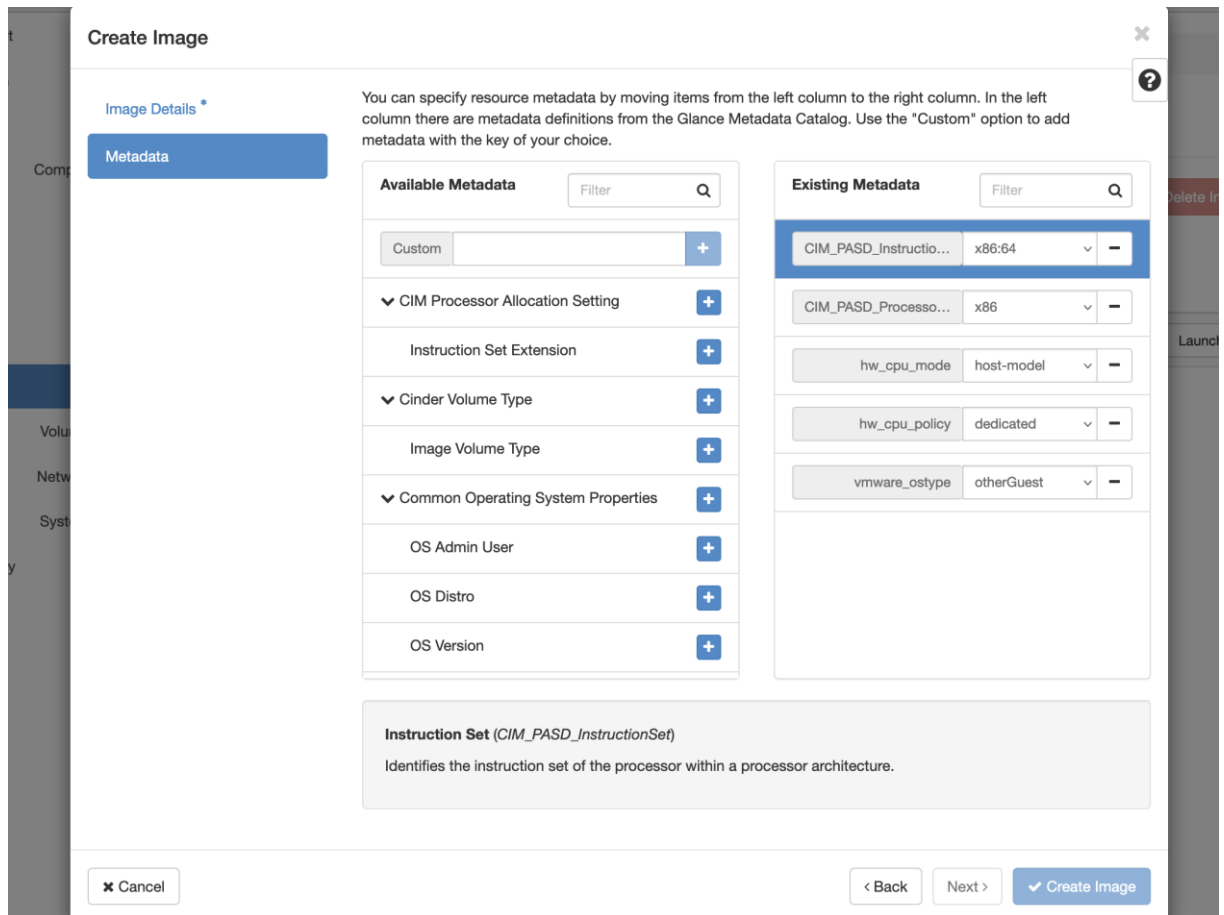 Create Image
×
Image Details *
Metadata
You can specify resource metadata by moving items from the left column to the right column. In the left
column there are metadata definitions from the Glance Metadata Catalog. Use the "Custom" option to add
metadata with the key of your choice.
Available Metadata
Filter
Existing Metadata
Filter
Custom
CIM Processor Allocation Setting
Instruction Set Extension
Cinder Volume Type
Image Volume Type
Common Operating System Properties
OS Admin User
OS Distro
OS Version
CIM_PASD_Instructio... x86:64
CIM_PASD_Processo... x86
hw_cpu_mode host-model
hw_cpu_policy dedicated
vmware_ostype otherGuest
Instruction Set (CIM_PASD_InstructionSet)
Identifies the instruction set of the processor within a processor architecture.
× Cancel
< Back
Next >
Create Image
t
Comp
Volu
Netw
Syst
y
Delete In
Launch